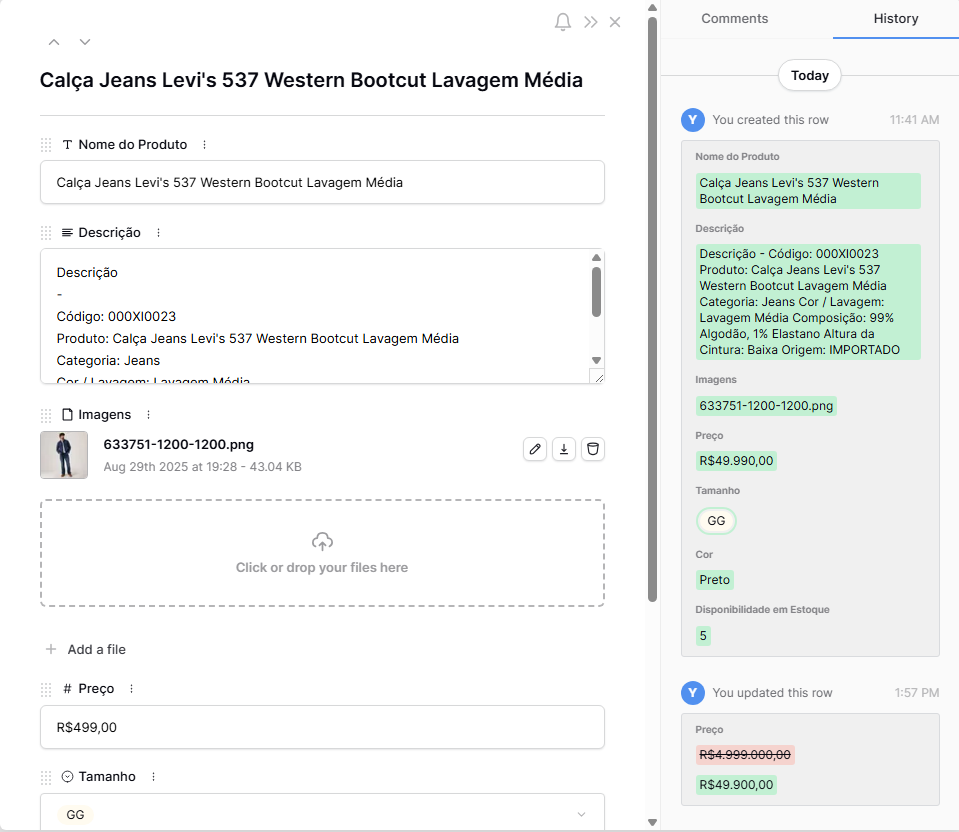 Calça Jeans Levi's 537 Western Bootcut Lavagem Média
Nome do Produto
Calça Jeans Levi's 537 Western Bootcut Lavagem Média
Descrição
Descrição
-
Código: 000XI0023
Produto: Calça Jeans Levi's 537 Western Bootcut Lavagem Média
Categoria: Jeans
Cor / Lavagem: Lavagem Média
Imagens
633751-1200-1200.png
Aug 29th 2025 at 19:28 - 43.04 KB
Click or drop your files here
Add a file
# Preço
R$499,00
Tamanho
GG
Comments
History
Today
Y You created this row 11:41 AM
Nome do Produto
Calça Jeans Levi's 537 Western
Bootcut Lavagem Média
Descrição
Descrição - Código: 000XI0023
Produto: Calça Jeans Levi's 537
Western Bootcut Lavagem Média
Categoria: Jeans Cor / Lavagem:
Lavagem Média Composição: 99%
Algodão, 1% Elastano Altura da
Cintura: Baixa Origem: IMPORTADO
Imagens
633751-1200-1200.png
Preço
R$49.990,00
Tamanho
GG
Cor
Preto
Disponibilidade em Estoque
5
Y You updated this row 1:57 PM
Preço
R$4.999.000,00
R$49.900,00